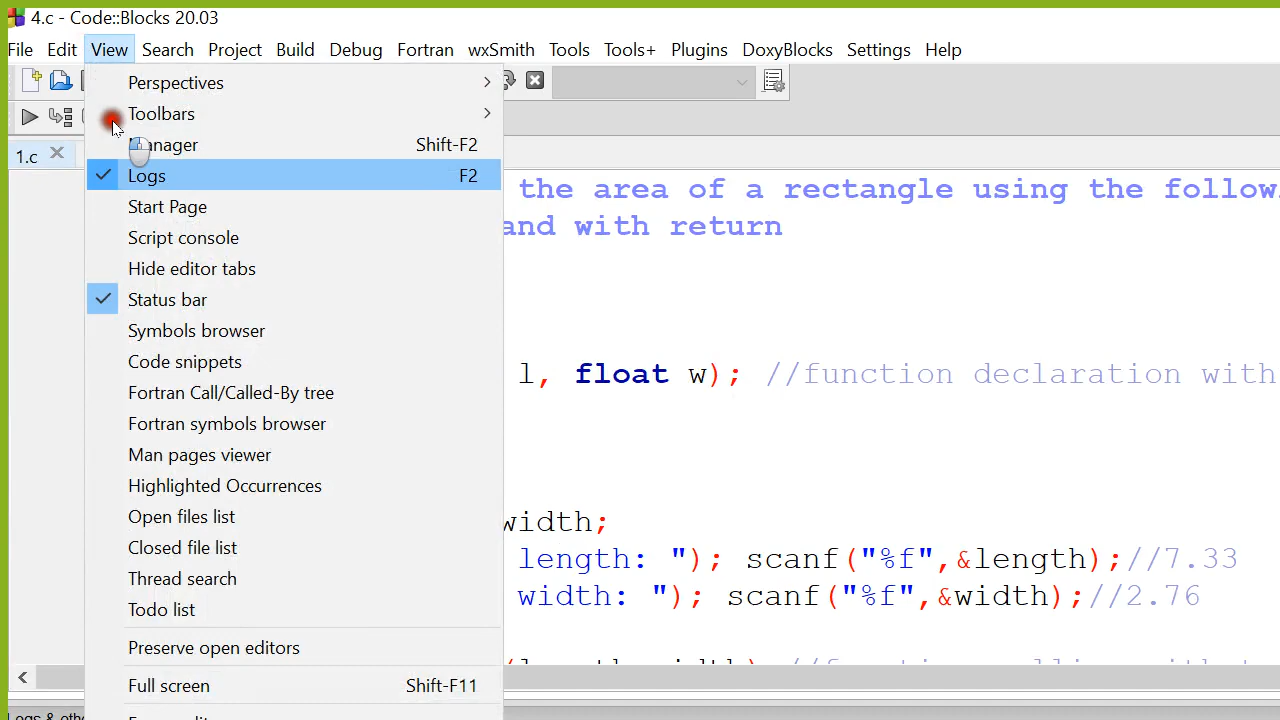 4.c - Code::Blocks 20.03
File Edit View Search Project Build Debug Fortran wxSmith Tools Tools+ Plugins DoxyBlocks Settings Help
Perspectives
Toolbars
Manager Shift-F2
1.c
Logs F2
the area of a rectangle using the
Start Page
and with return
Script console
Hide editor tabs
Status bar
Symbols browser
Code snippets
l, float w); //function declaration with
Fortran Call/Called-By tree
Fortran symbols browser
Man pages viewer
Highlighted Occurrences
Open files list
width;
Closed file list
length: "); scanf("%f",&length);//7.33
Thread search
width: "); scanf("%f",&width);//2.76
Todo list
Preserve open editors
Full screen Shift-F11